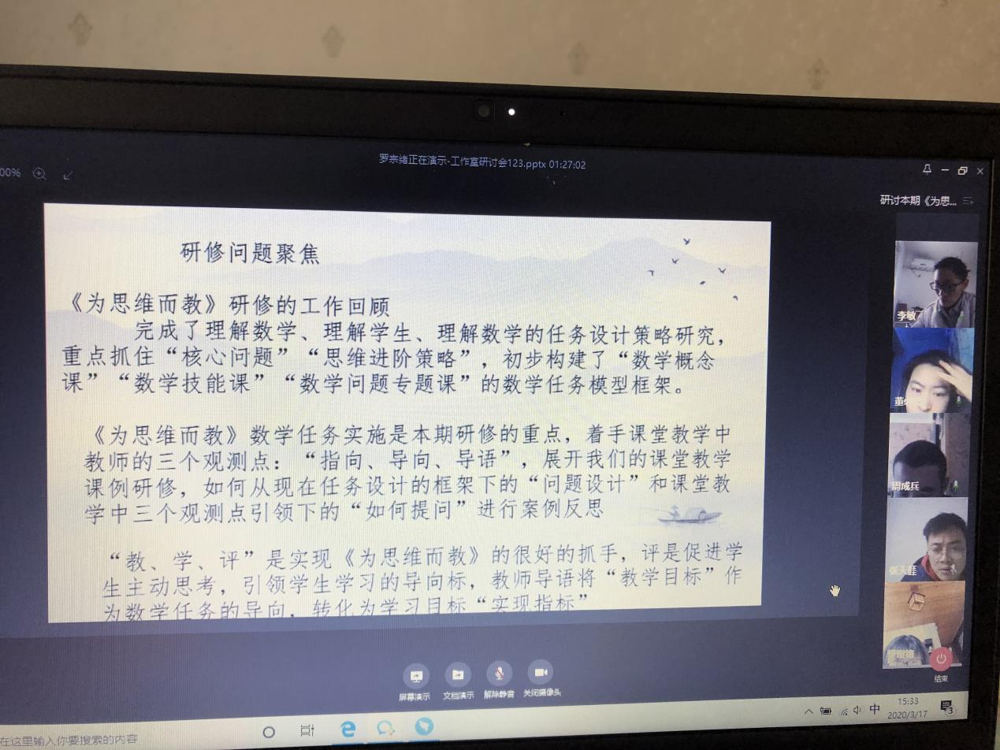 罗宗绪正在演示-工作室研讨会123.pptx 01:27:02
00%
研讨本期《为思...
研修问题聚焦
《为思维而教》研修的工作回顾
完成了理解数学、理解学生、理解数学的任务设计策略研究，
重点抓住“核心问题”“思维进阶策略”，初步构建了“数学概念
课”“数学技能课”“数学问题专题课”的数学任务模型框架。
《为思维而教》数学任务实施是本期研修的重点，着手课堂教学中
教师的三个观测点：“指向、导向、导语”，展开我们的课堂教学
课例研修，如何从现在任务设计的框架下的“问题设计”和课堂教
学中三个观测点引领下的“如何提问”进行案例反思
“教、学、评”是实现《为思维而教》的很好的抓手，评是促进学
生主动思考，引领学生学习的导向标，教师导语将“教学目标”作
为数学任务的导向，转化为学习目标“实现指标”
李敏
董
周成兵
张天
结束
屏幕演示
文档演示
解除静音
关闭摄像头
在这里输入你要搜索的内容
中
15:33
2020/3/17
3